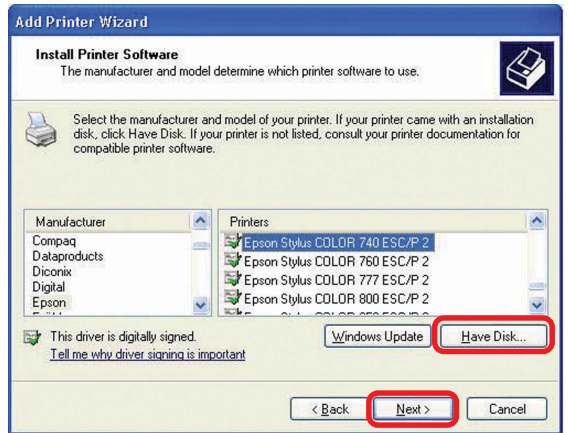 Add Printer Wizard
Install Printer Software
The manufacturer and model determine which printer software to use.
Select the manufacturer and model of your printer. If your printer came with an installation
disk, click Have Disk. If your printer is not listed, consult your printer documentation for
compatible printer software.
Manufacturer
Compaq
Dataproducts
Diconix
Digital
Epson
Printers
Epson Stylus COLOR 740 ESC/P 2
Epson Stylus COLOR 760 ESC/P 2
Epson Stylus COLOR 777 ESC/P 2
Epson Stylus COLOR 800 ESC/P 2
This driver is digitally signed.
Tell me why driver signing is important
Windows Update
Have Disk...
< Back
Next >
Cancel